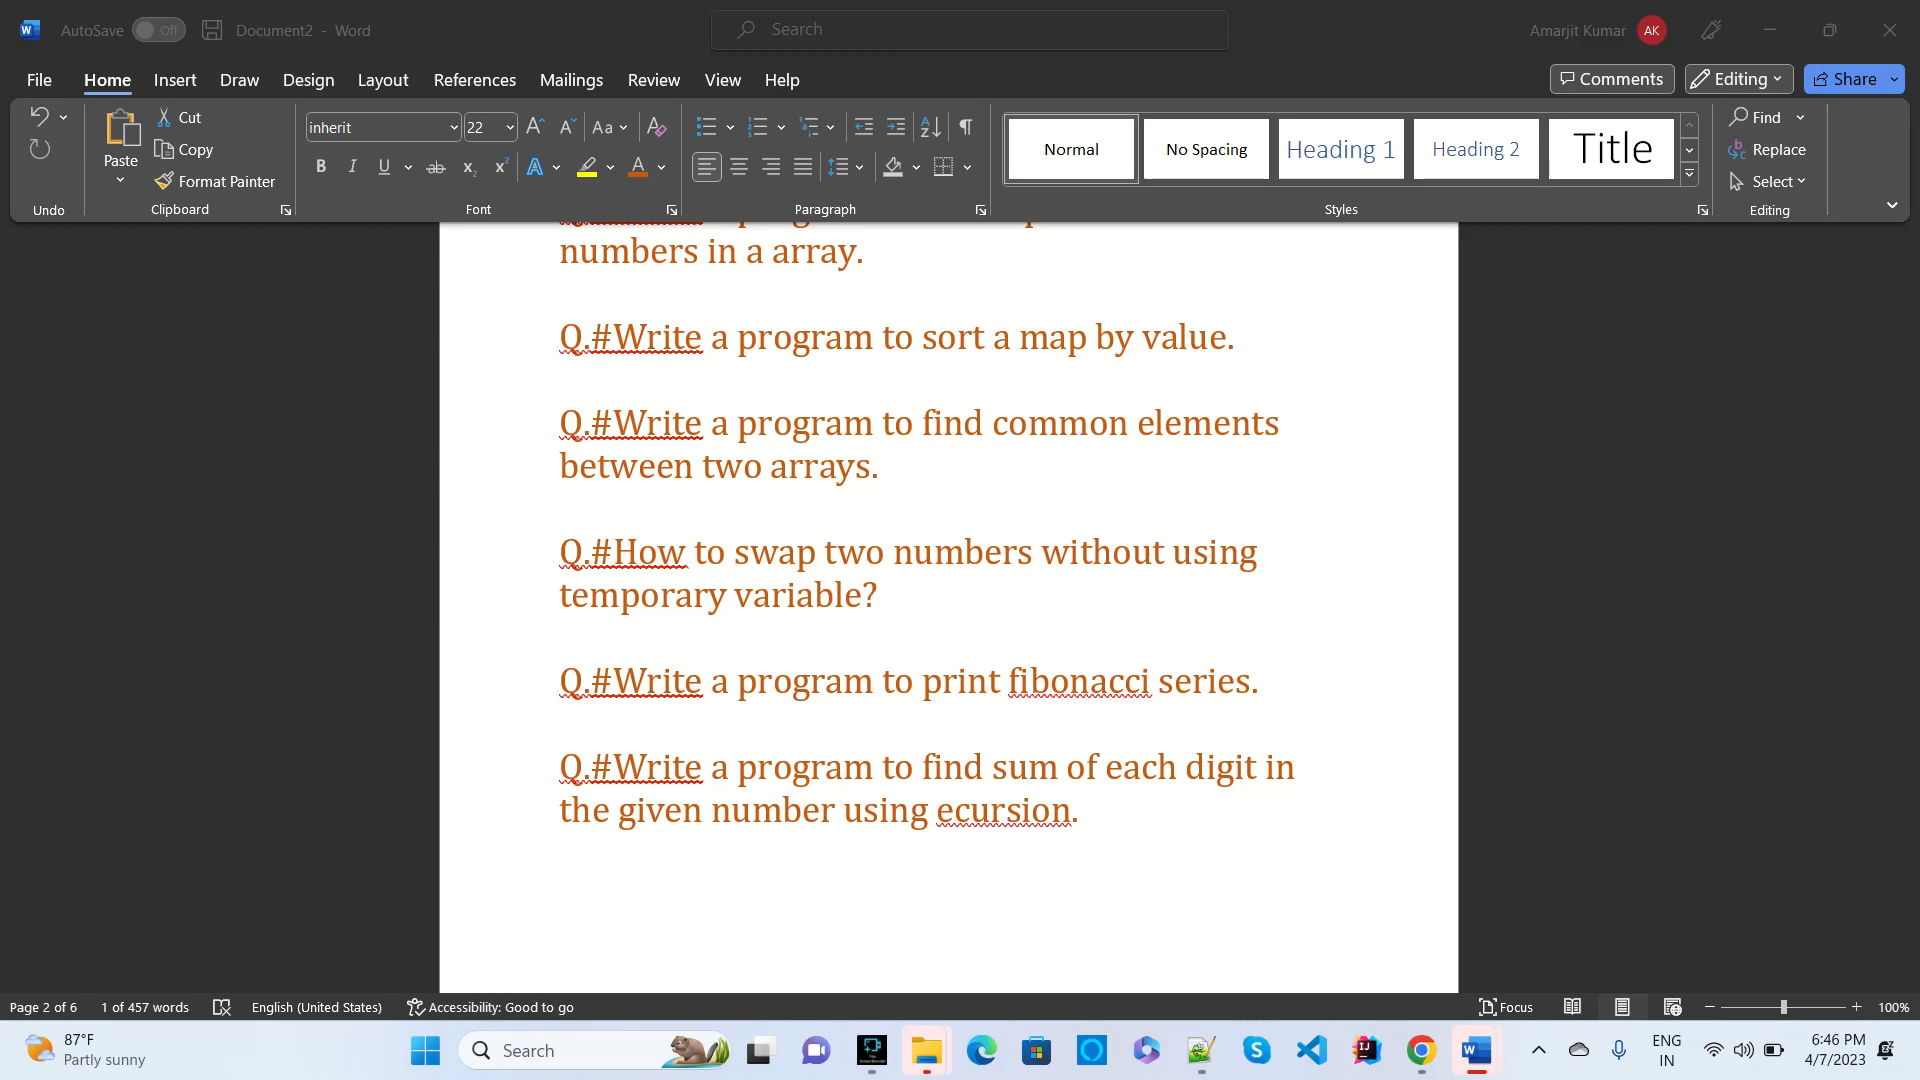 AutoSave Off Document2 - Word Search Amarjit Kumar AK
File Home Insert Draw Design Layout References Mailings Review View Help Comments Editing Share
Undo
Paste Cut Copy Format Painter
Clipboard
inherit 22 Aa
B I U ab x₂ x² A A
Font
Paragraph
Normal No Spacing Heading 1 Heading 2 Title
Styles
Find
Replace
Select
Editing
numbers in a array.
Q.#Write a program to sort a map by value.
Q.#Write a program to find common elements
between two arrays.
Q.#How to swap two numbers without using
temporary variable?
Q.#Write a program to print fibonacci series.
Q.#Write a program to find sum of each digit in
the given number using ecursion.
Page 2 of 6 1 of 457 words English (United States) Accessibility: Good to go Focus 100%
87°F
Partly sunny
Search
ENG
IN
6:46 PM
4/7/2023